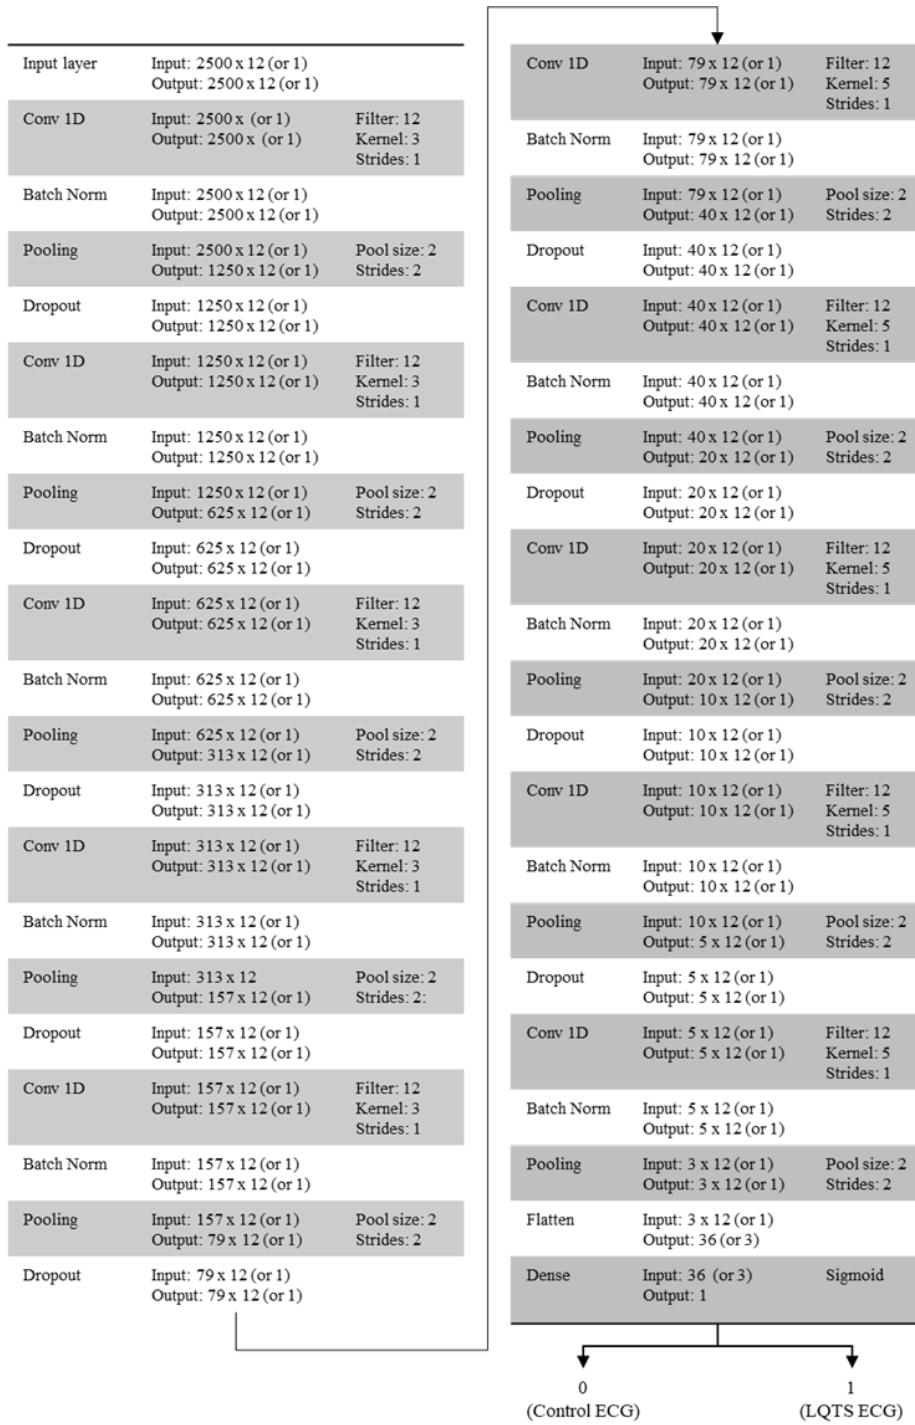 Input layer Input: 2500 x 12 (or 1)
Output: 2500 x 12 (or 1)
Conv 1D Input: 2500 x (or 1) Filter: 12
Output: 2500 x (or 1) Kernel: 3
Strides: 1
Batch Norm Input: 2500 x 12 (or 1)
Output: 2500 x 12 (or 1)
Pooling Input: 2500 x 12 (or 1) Pool size: 2
Output: 1250 x 12 (or 1) Strides: 2
Dropout Input: 1250 x 12 (or 1)
Output: 1250 x 12 (or 1)
Conv 1D Input: 1250 x 12 (or 1) Filter: 12
Output: 1250 x 12 (or 1) Kernel: 3
Strides: 1
Batch Norm Input: 1250 x 12 (or 1)
Output: 1250 x 12 (or 1)
Pooling Input: 1250 x 12 (or 1) Pool size: 2
Output: 625 x 12 (or 1) Strides: 2
Dropout Input: 625 x 12 (or 1)
Output: 625 x 12 (or 1)
Conv 1D Input: 625 x 12 (or 1) Filter: 12
Output: 625 x 12 (or 1) Kernel: 3
Strides: 1
Batch Norm Input: 625 x 12 (or 1)
Output: 625 x 12 (or 1)
Pooling Input: 625 x 12 (or 1) Pool size: 2
Output: 313 x 12 (or 1) Strides: 2
Dropout Input: 313 x 12 (or 1)
Output: 313 x 12 (or 1)
Conv 1D Input: 313 x 12 (or 1) Filter: 12
Output: 313 x 12 (or 1) Kernel: 3
Strides: 1
Batch Norm Input: 313 x 12 (or 1)
Output: 313 x 12 (or 1)
Pooling Input: 313 x 12 Pool size: 2
Output: 157 x 12 (or 1) Strides: 2:
Dropout Input: 157 x 12 (or 1)
Output: 157 x 12 (or 1)
Conv 1D Input: 157 x 12 (or 1) Filter: 12
Output: 157 x 12 (or 1) Kernel: 3
Strides: 1
Batch Norm Input: 157 x 12 (or 1)
Output: 157 x 12 (or 1)
Pooling Input: 157 x 12 (or 1) Pool size: 2
Output: 79 x 12 (or 1) Strides: 2
Dropout Input: 79 x 12 (or 1)
Output: 79 x 12 (or 1)
Conv 1D Input: 79 x 12 (or 1) Filter: 12
Output: 79 x 12 (or 1) Kernel: 5
Strides: 1
Batch Norm Input: 79 x 12 (or 1)
Output: 79 x 12 (or 1)
Pooling Input: 79 x 12 (or 1) Pool size: 2
Output: 40 x 12 (or 1) Strides: 2
Dropout Input: 40 x 12 (or 1)
Output: 40 x 12 (or 1)
Conv 1D Input: 40 x 12 (or 1) Filter: 12
Output: 40 x 12 (or 1) Kernel: 5
Strides: 1
Batch Norm Input: 40 x 12 (or 1)
Output: 40 x 12 (or 1)
Pooling Input: 40 x 12 (or 1) Pool size: 2
Output: 20 x 12 (or 1) Strides: 2
Dropout Input: 20 x 12 (or 1)
Output: 20 x 12 (or 1)
Conv 1D Input: 20 x 12 (or 1) Filter: 12
Output: 20 x 12 (or 1) Kernel: 5
Strides: 1
Batch Norm Input: 20 x 12 (or 1)
Output: 20 x 12 (or 1)
Pooling Input: 20 x 12 (or 1) Pool size: 2
Output: 10 x 12 (or 1) Strides: 2
Dropout Input: 10 x 12 (or 1)
Output: 10 x 12 (or 1)
Conv 1D Input: 10 x 12 (or 1) Filter: 12
Output: 10 x 12 (or 1) Kernel: 5
Strides: 1
Batch Norm Input: 10 x 12 (or 1)
Output: 10 x 12 (or 1)
Pooling Input: 10 x 12 (or 1) Pool size: 2
Output: 5 x 12 (or 1) Strides: 2
Dropout Input: 5 x 12 (or 1)
Output: 5 x 12 (or 1)
Conv 1D Input: 5 x 12 (or 1) Filter: 12
Output: 5 x 12 (or 1) Kernel: 5
Strides: 1
Batch Norm Input: 5 x 12 (or 1)
Output: 5 x 12 (or 1)
Pooling Input: 3 x 12 (or 1) Pool size: 2
Output: 3 x 12 (or 1) Strides: 2
Flatten Input: 3 x 12 (or 1)
Output: 36 (or 3)
Dense Input: 36 (or 3) Sigmoid
Output: 1
0 1
(Control ECG) (LQTS ECG)